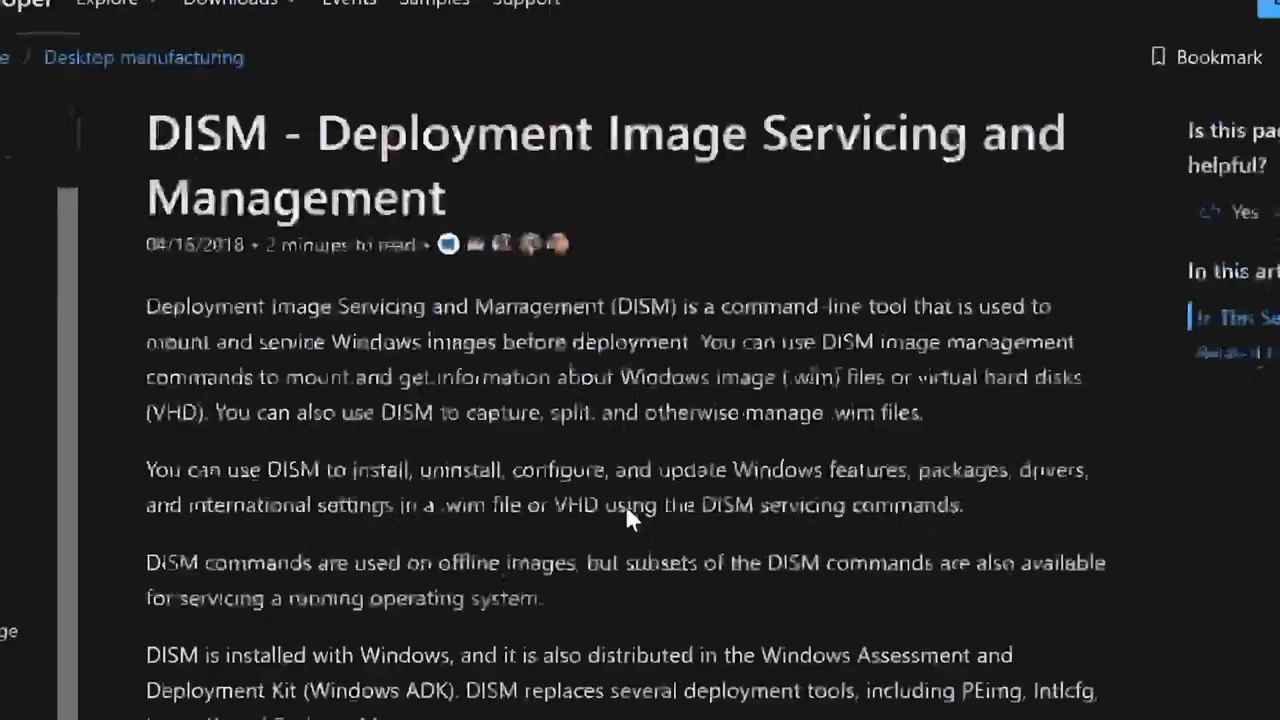 Explore Downloads Events Samples Support
e / Desktop manufacturing
Bookmark
DISM - Deployment Image Servicing and
Management
04/16/2018 • 2 minutes to read •
Deployment Image Servicing and Management (DISM) is a command-line tool that is used to
mount and service Windows images before deployment. You can use DISM image management
commands to mount and get information about Windows image (.wim) files or virtual hard disks
(VHD). You can also use DISM to capture, split, and otherwise manage .wim files.
You can use DISM to install, uninstall, configure, and update Windows features, packages, drivers,
and international settings in a .wim file or VHD using the DISM servicing commands.
DISM commands are used on offline images, but subsets of the DISM commands are also available
for servicing a running operating system.
DISM is installed with Windows, and it is also distributed in the Windows Assessment and
Deployment Kit (Windows ADK). DISM replaces several deployment tools, including PEimg, Intlcfg,
Is this pa
helpful?
Yes
In this art
In This Se
ge